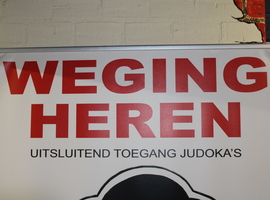 WEGING
HEREN
UITSLUITEND TOEGANG JUDOKA'S